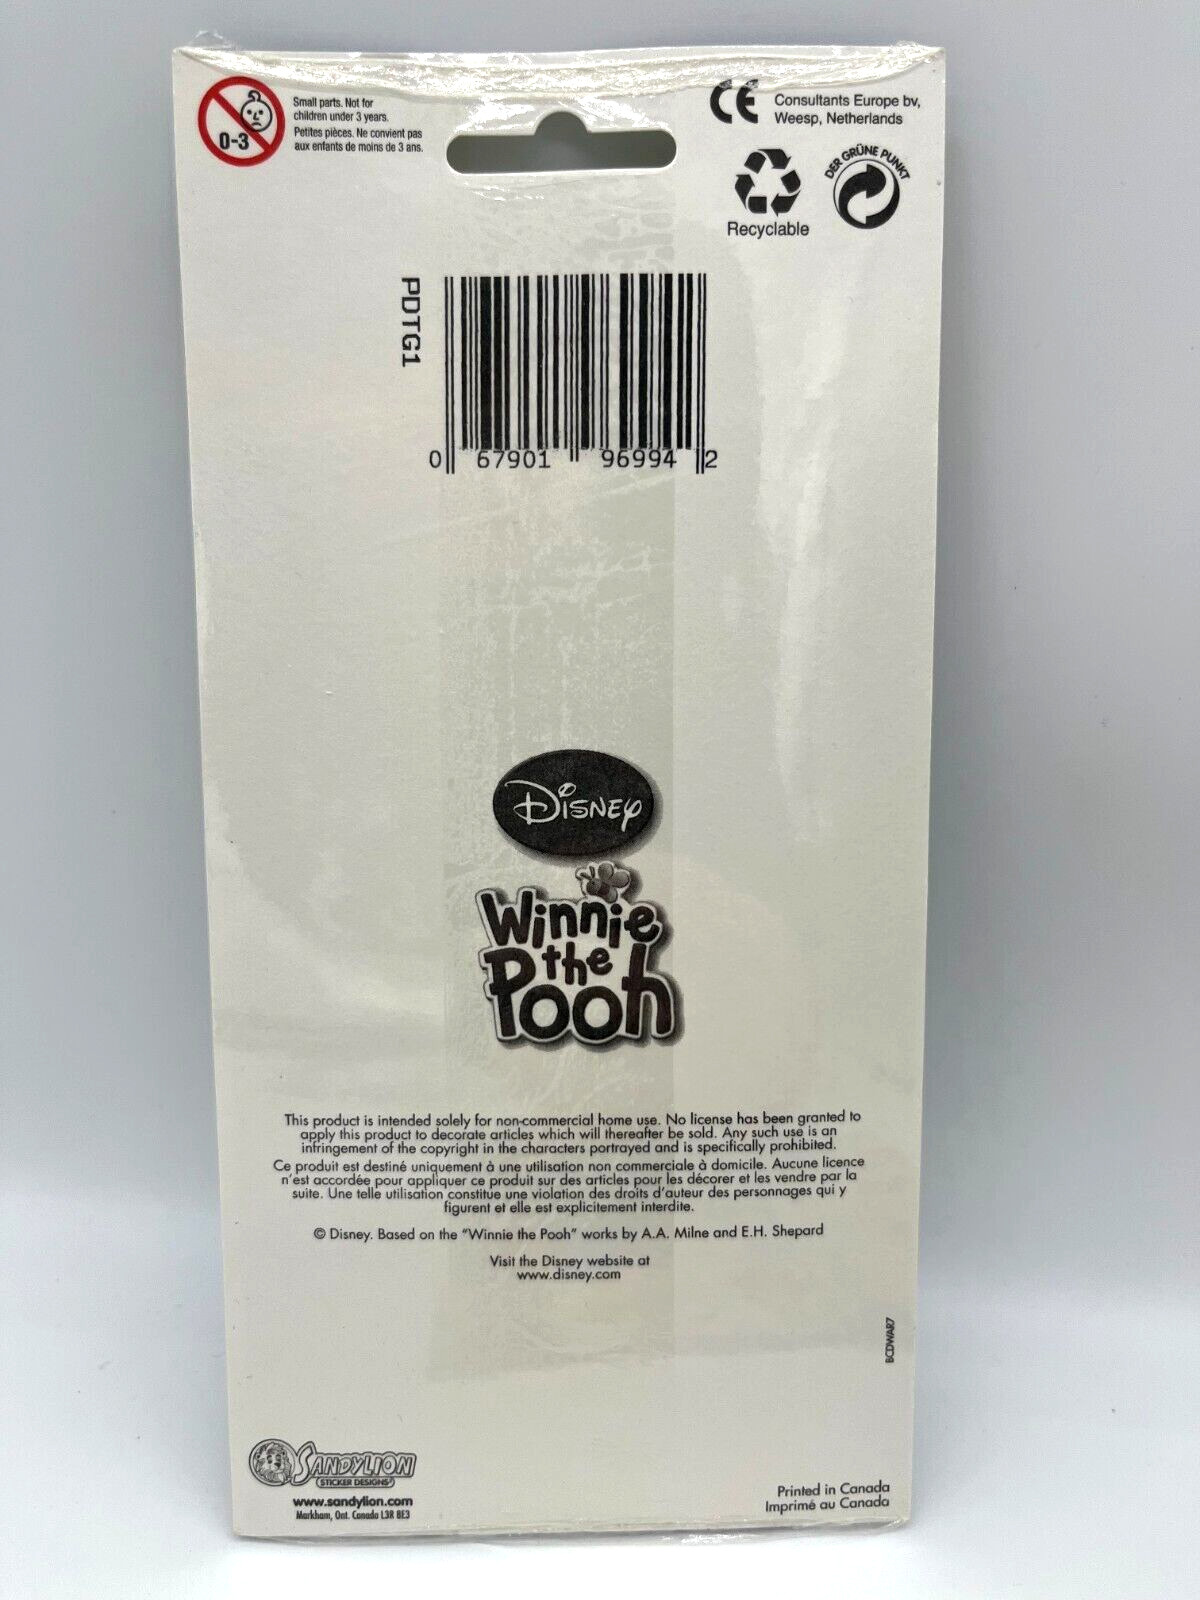 0-3
Small parts. Not for
children under 3 years.
Petites pièces. Ne convient pas
aux enfants de moins de 3 ans.
CE
Consultants Europe bv,
Weesp, Netherlands
Recyclable
DER GRÜNE PUNKT
PDTG1
0 67901 96994 2
Disney
Winnie
the
Pooh
This product is intended solely for non-commercial home use. No license has been granted to
apply this product to decorate articles which will thereafter be sold. Any such use is an
infringement of the copyright in the characters portrayed and is specifically prohibited.
Ce produit est destiné uniquement à une utilisation non commerciale à domicile. Aucune licence
n'est accordée pour appliquer ce produit sur des articles pour les décorer et les vendre par la
suite. Une telle utilisation constitue une violation des droits d'auteur des personnages qui y
figurent et elle est explicitement interdite.
© Disney. Based on the "Winnie the Pooh" works by A.A. Milne and E.H. Shepard
Visit the Disney website at
www.disney.com
BCDWAR7
SANDYLION
STICKER DESIGNS
www.sandylion.com
Markham, Ont. Canada L3R 8E3
Printed in Canada
Imprimé au Canada